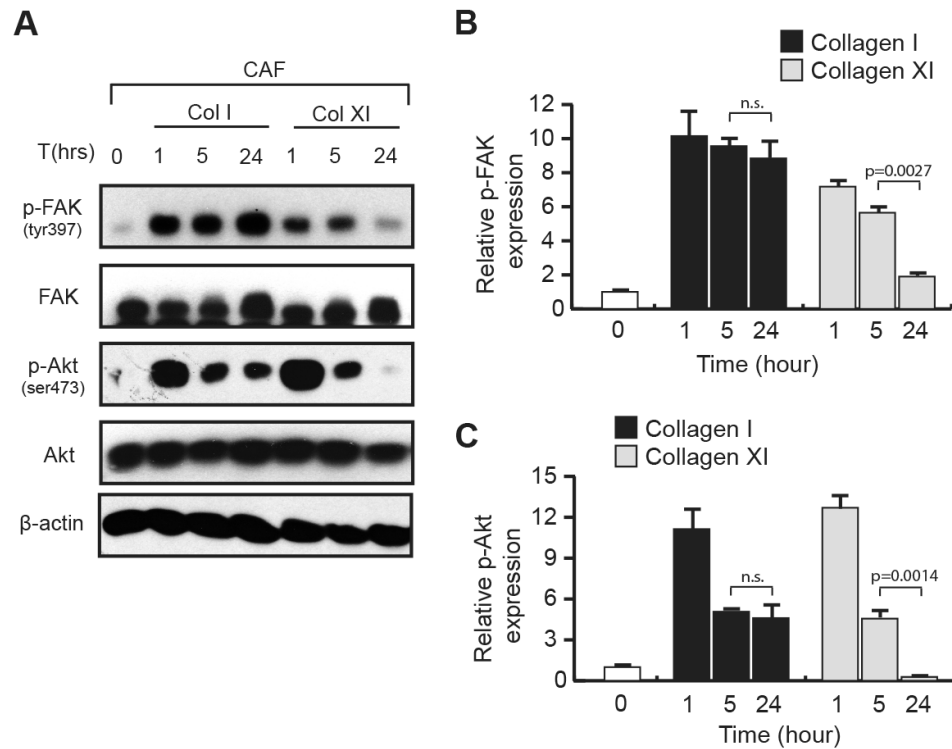 A
CAF
Col I Col XI
T(hrs) 0 1 5 24 1 5 24
p-FAK
(tyr397)
FAK
p-Akt
(ser473)
Akt
β-actin
B
Collagen I
Collagen XI
Relative p-FAK
expression
12
10
8
6
4
2
0
n.s.
p=0.0027
0 1 5 24 1 5 24
Time (hour)
C
Collagen I
Collagen XI
Relative p-Akt
expression
15
12
9
6
3
0
n.s.
p=0.0014
0 1 5 24 1 5 24
Time (hour)